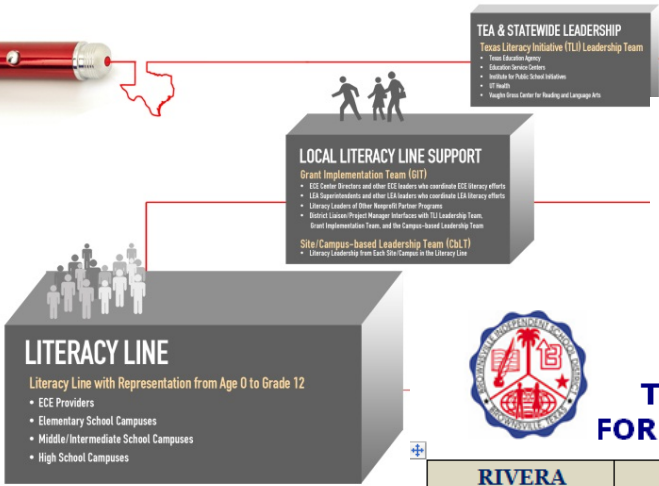 TEA & STATEWIDE LEADERSHIP
Texas Literacy Initiative (TLI) Leadership Team
• Texas Education Agency
• Education Service Centers
• Institute for Public School Initiatives
• UT Health
• Vaughn Gross Center for Reading and Language Arts
LOCAL LITERACY LINE SUPPORT
Grant Implementation Team (GIT)
• ECE Center Directors and other ECE leaders who coordinate ECE literacy efforts
• LEA Superintendents and other LEA leaders who coordinate LEA literacy efforts
• Literacy Leaders of Other Nonprofit Partner Programs
• District Liaison/Project Manager Interfaces with TLI Leadership Team,
Grant Implementation Team, and the Campus-based Leadership Team
Site/Campus-based Leadership Team (CbLT)
• Literacy Leadership from Each Site/Campus in the Literacy Line
LITERACY LINE
Literacy Line with Representation from Age 0 to Grade 12
• ECE Providers
• Elementary School Campuses
• Middle/Intermediate School Campuses
• High School Campuses
BROWNSVILLE INDEPENDENT SCHOOL DISTRICT
BROWNSVILLE, TEXAS
T
FOR
RIVERA